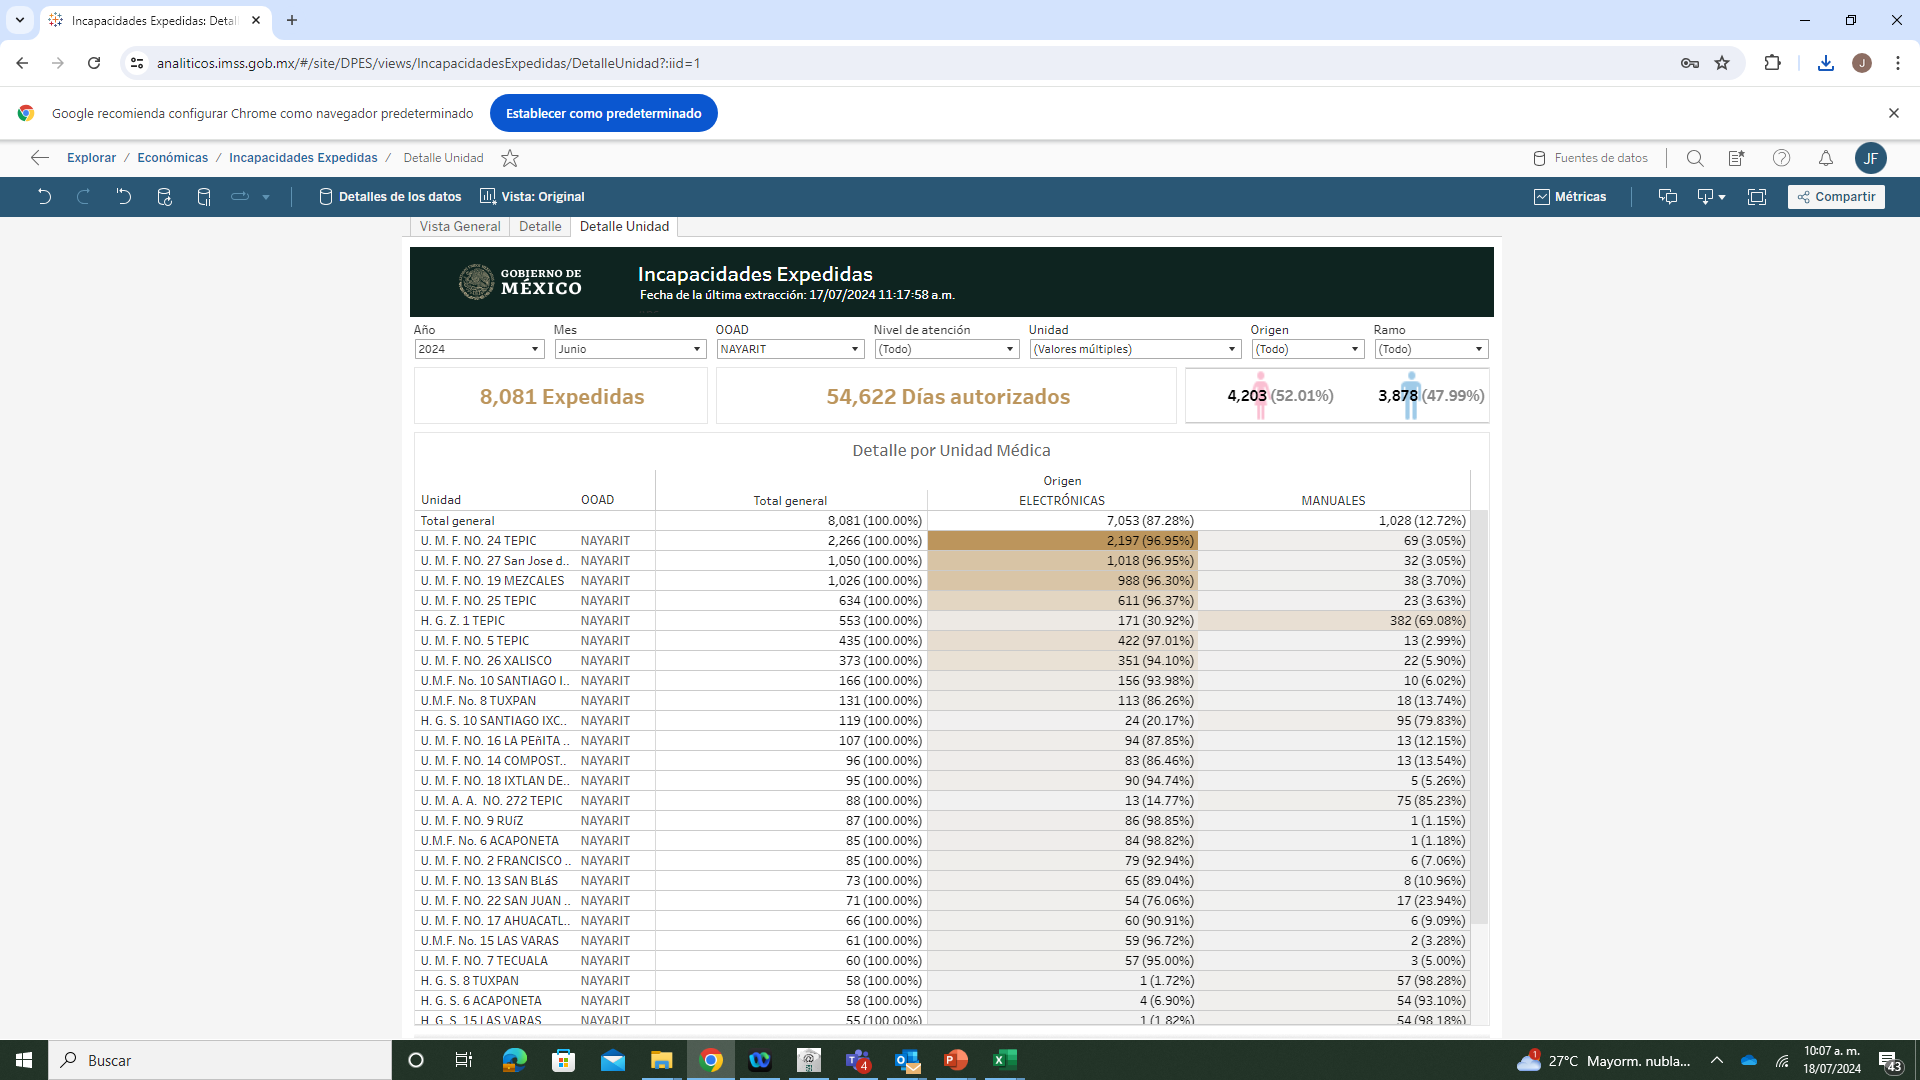 Incapacidades Expedidas: Detal
analiticos.imss.gob.mx/#/site/DPES/views/IncapacidadesExpedidas/DetalleUnidad?:iid=1
J
Google recomienda configurar Chrome como navegador predeterminado
Establecer como predeterminado
Explorar / Económicas / Incapacidades Expedidas / Detalle Unidad
Fuentes de datos
JF
Detalles de los datos
Vista: Original
Métricas
Compartir
Vista General Detalle Detalle Unidad
GOBIERNO DE
MÉXICO
Incapacidades Expedidas
Fecha de la última extracción: 17/07/2024 11:17:58 a.m.
Año Mes OOAD Nivel de atención Unidad Origen Ramo
2024 Junio NAYARIT (Todo) (Valores múltiples) (Todo) (Todo)
8,081 Expedidas 54,622 Días autorizados 4,203 (52.01%) 3,878 (47.99%)
Detalle por Unidad Médica
Origen
Unidad OOAD Total general ELECTRÓNICAS MANUALES
Total general 8,081 (100.00%) 7,053 (87.28%) 1,028 (12.72%)
U. M. F. NO. 24 TEPIC NAYARIT 2,266 (100.00%) 2,197 (96.95%) 69 (3.05%)
U. M. F. NO. 27 San Jose d.. NAYARIT 1,050 (100.00%) 1,018 (96.95%) 32 (3.05%)
U. M. F. NO. 19 MEZCALES NAYARIT 1,026 (100.00%) 988 (96.30%) 38 (3.70%)
U. M. F. NO. 25 TEPIC NAYARIT 634 (100.00%) 611 (96.37%) 23 (3.63%)
H. G. Z. 1 TEPIC NAYARIT 553 (100.00%) 171 (30.92%) 382 (69.08%)
U. M. F. NO. 5 TEPIC NAYARIT 435 (100.00%) 422 (97.01%) 13 (2.99%)
U. M. F. NO. 26 XALISCO NAYARIT 373 (100.00%) 351 (94.10%) 22 (5.90%)
U.M.F. No. 10 SANTIAGO I.. NAYARIT 166 (100.00%) 156 (93.98%) 10 (6.02%)
U.M.F. No. 8 TUXPAN NAYARIT 131 (100.00%) 113 (86.26%) 18 (13.74%)
H. G. S. 10 SANTIAGO IXC.. NAYARIT 119 (100.00%) 24 (20.17%) 95 (79.83%)
U. M. F. NO. 16 LA PEñITA .. NAYARIT 107 (100.00%) 94 (87.85%) 13 (12.15%)
U. M. F. NO. 14 COMPOST.. NAYARIT 96 (100.00%) 83 (86.46%) 13 (13.54%)
U. M. F. NO. 18 IXTLAN DE.. NAYARIT 95 (100.00%) 90 (94.74%) 5 (5.26%)
U. M. A. A. NO. 272 TEPIC NAYARIT 88 (100.00%) 13 (14.77%) 75 (85.23%)
U. M. F. NO. 9 RUíZ NAYARIT 87 (100.00%) 86 (98.85%) 1 (1.15%)
U.M.F. No. 6 ACAPONETA NAYARIT 85 (100.00%) 84 (98.82%) 1 (1.18%)
U. M. F. NO. 2 FRANCISCO .. NAYARIT 85 (100.00%) 79 (92.94%) 6 (7.06%)
U. M. F. NO. 13 SAN BLáS NAYARIT 73 (100.00%) 65 (89.04%) 8 (10.96%)
U. M. F. NO. 22 SAN JUAN .. NAYARIT 71 (100.00%) 54 (76.06%) 17 (23.94%)
U. M. F. NO. 17 AHUACATL.. NAYARIT 66 (100.00%) 60 (90.91%) 6 (9.09%)
U.M.F. No. 15 LAS VARAS NAYARIT 61 (100.00%) 59 (96.72%) 2 (3.28%)
U. M. F. NO. 7 TECUALA NAYARIT 60 (100.00%) 57 (95.00%) 3 (5.00%)
H. G. S. 8 TUXPAN NAYARIT 58 (100.00%) 1 (1.72%) 57 (98.28%)
H. G. S. 6 ACAPONETA NAYARIT 58 (100.00%) 4 (6.90%) 54 (93.10%)
H. G. S. 15 LAS VARAS NAYARIT 55 (100.00%) 1 (1.82%) 54 (98.18%)
Buscar
4
1
27°C Mayorm. nubla...
10:07 a. m.
18/07/2024
43